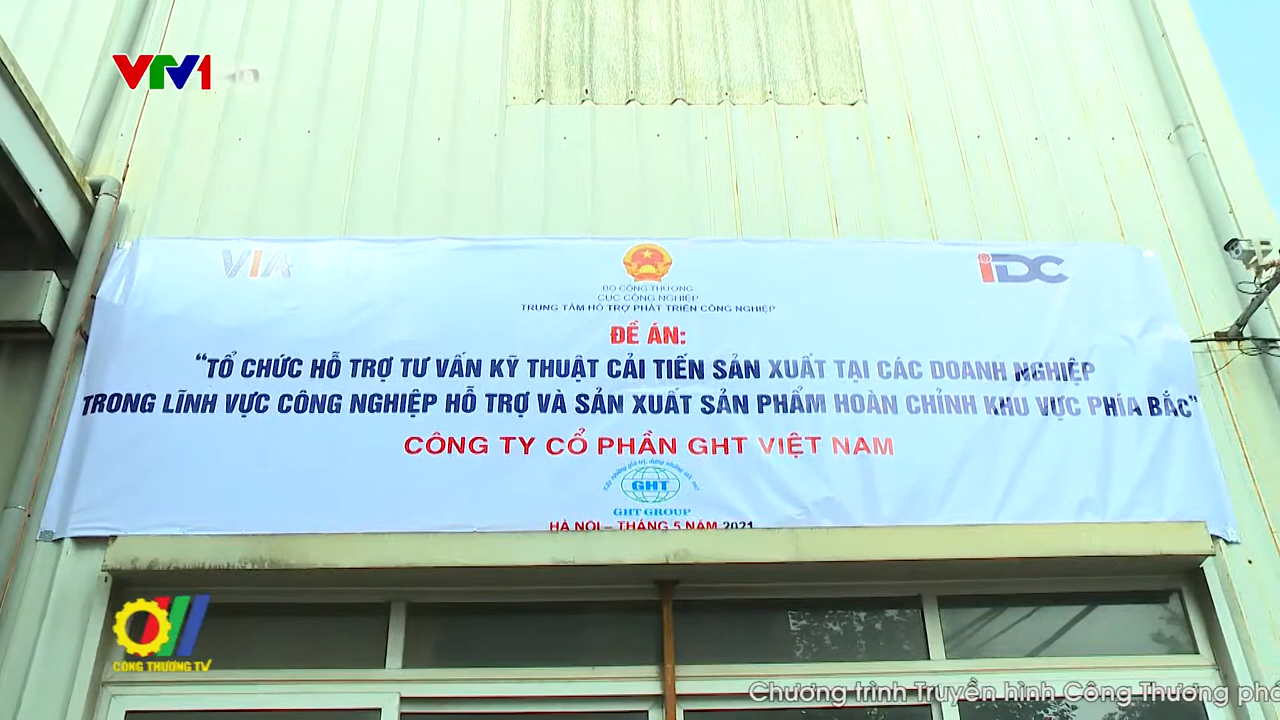 VTV1 HD
VIA
iDC
BỘ CÔNG THƯƠNG
CỤC CÔNG NGHIỆP
TRUNG TÂM HỖ TRỢ PHÁT TRIỂN CÔNG NGHIỆP
ĐỀ ÁN:
“TỔ CHỨC HỖ TRỢ TƯ VẤN KỸ THUẬT CẢI TIẾN SẢN XUẤT TẠI CÁC DOANH NGHIỆP
TRONG LĨNH VỰC CÔNG NGHIỆP HỖ TRỢ VÀ SẢN XUẤT SẢN PHẨM HOÀN CHỈNH KHU VỰC PHÍA BẮC”
CÔNG TY CỔ PHẦN GHT VIỆT NAM
GHT
GHT GROUP
HÀ NỘI – THÁNG 5 NĂM 2021
CÔNG THƯƠNG TV
Chương trình Truyền hình Công Thương phá